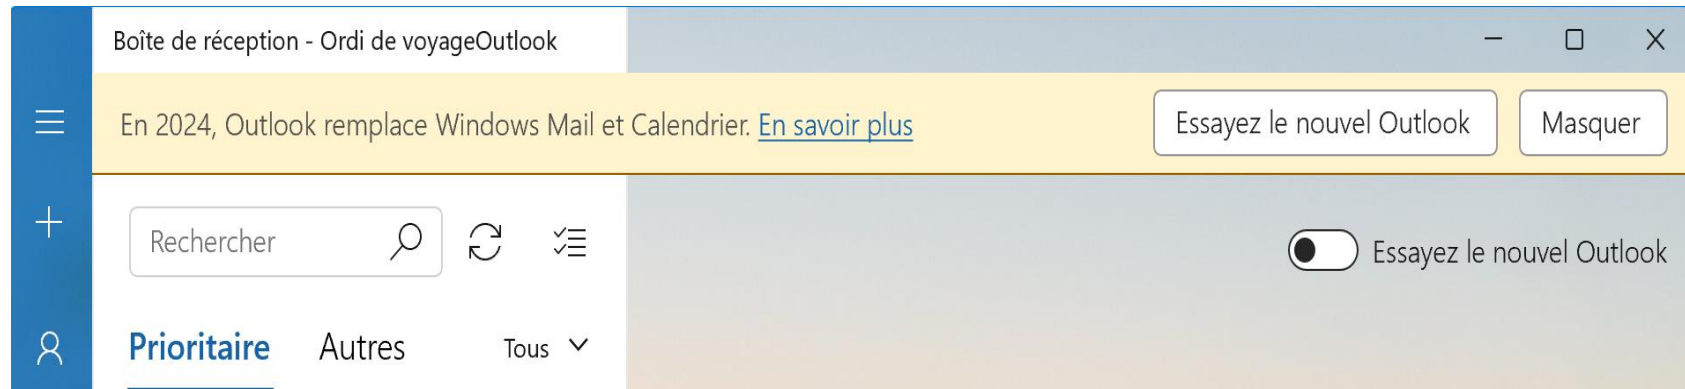 Boîte de réception - Ordi de voyageOutlook
En 2024, Outlook remplace Windows Mail et Calendrier. En savoir plus Essayez le nouvel Outlook Masquer
Rechercher Essayez le nouvel Outlook
Prioritaire Autres Tous